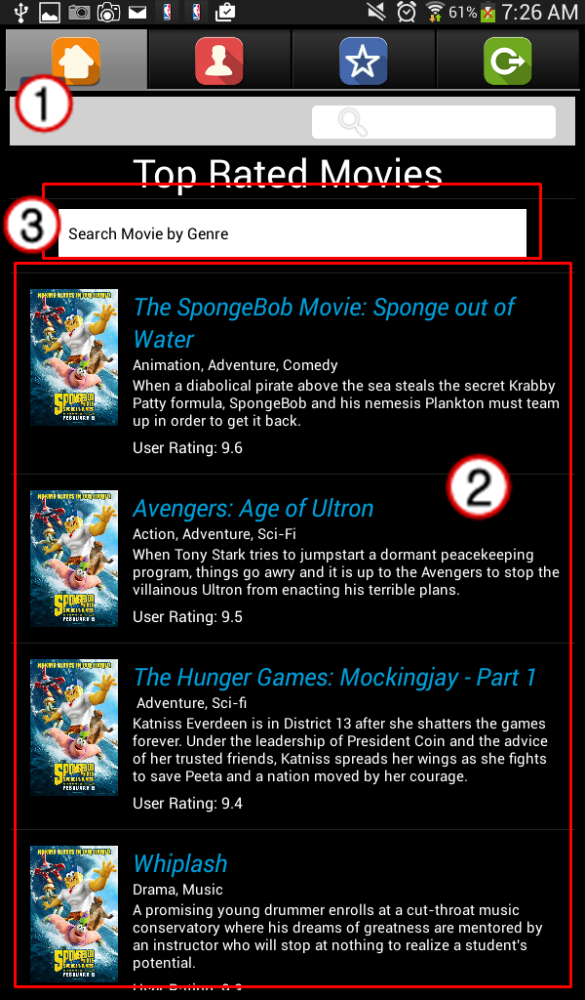 61% 7:26 AM
1
Top Rated Movies
3
Search Movie by Genre
The SpongeBob Movie: Sponge out of
Water
Animation, Adventure, Comedy
When a diabolical pirate above the sea steals the secret Krabby
Patty formula, SpongeBob and his nemesis Plankton must team
up in order to get it back.
User Rating: 9.6
2
Avengers: Age of Ultron
Action, Adventure, Sci-Fi
When Tony Stark tries to jumpstart a dormant peacekeeping
program, things go awry and it is up to the Avengers to stop the
villainous Ultron from enacting his terrible plans.
User Rating: 9.5
The Hunger Games: Mockingjay - Part 1
Adventure, Sci-fi
Katniss Everdeen is in District 13 after she shatters the games
forever. Under the leadership of President Coin and the advice
of her trusted friends, Katniss spreads her wings as she fights
to save Peeta and a nation moved by her courage.
User Rating: 9.4
Whiplash
Drama, Music
A promising young drummer enrolls at a cut-throat music
conservatory where his dreams of greatness are mentored by
an instructor who will stop at nothing to realize a student's
potential.
User Rating: